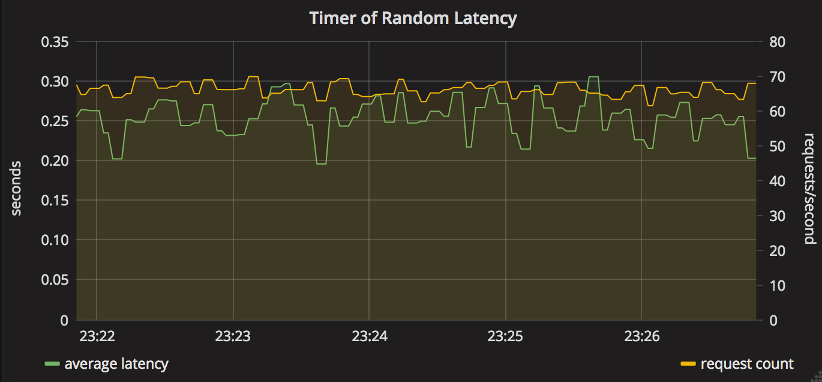 Timer of Random Latency
0.35
0.30
0.25
0.20
0.15
0.10
0.05
0
seconds
80
70
60
50
40
30
20
10
0
requests/second
23:22 23:23 23:24 23:25 23:26
average latency
request count